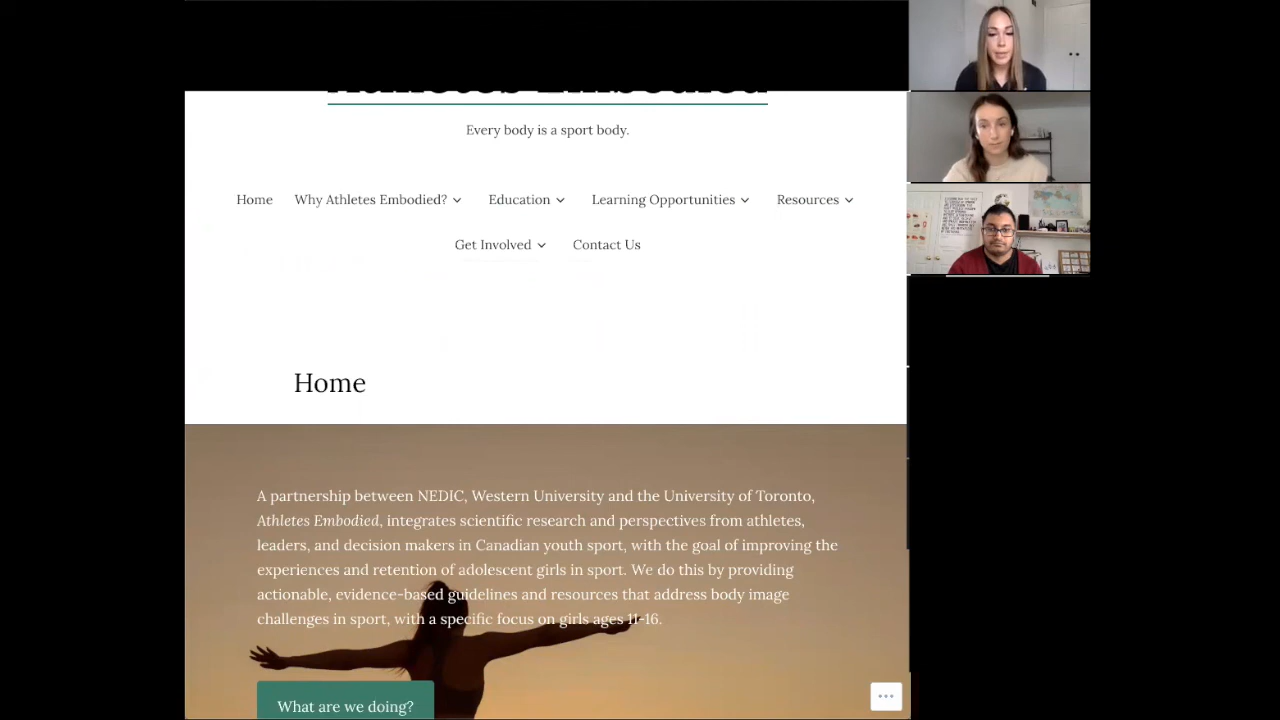 Every body is a sport body.
Home Why Athletes Embodied? Education Learning Opportunities Resources
Get Involved Contact Us
Home
A partnership between NEDIC, Western University and the University of Toronto,
Athletes Embodied, integrates scientific research and perspectives from athletes,
leaders, and decision makers in Canadian youth sport, with the goal of improving the
experiences and retention of adolescent girls in sport. We do this by providing
actionable, evidence-based guidelines and resources that address body image
challenges in sport, with a specific focus on girls ages 11-16.
What are we doing?